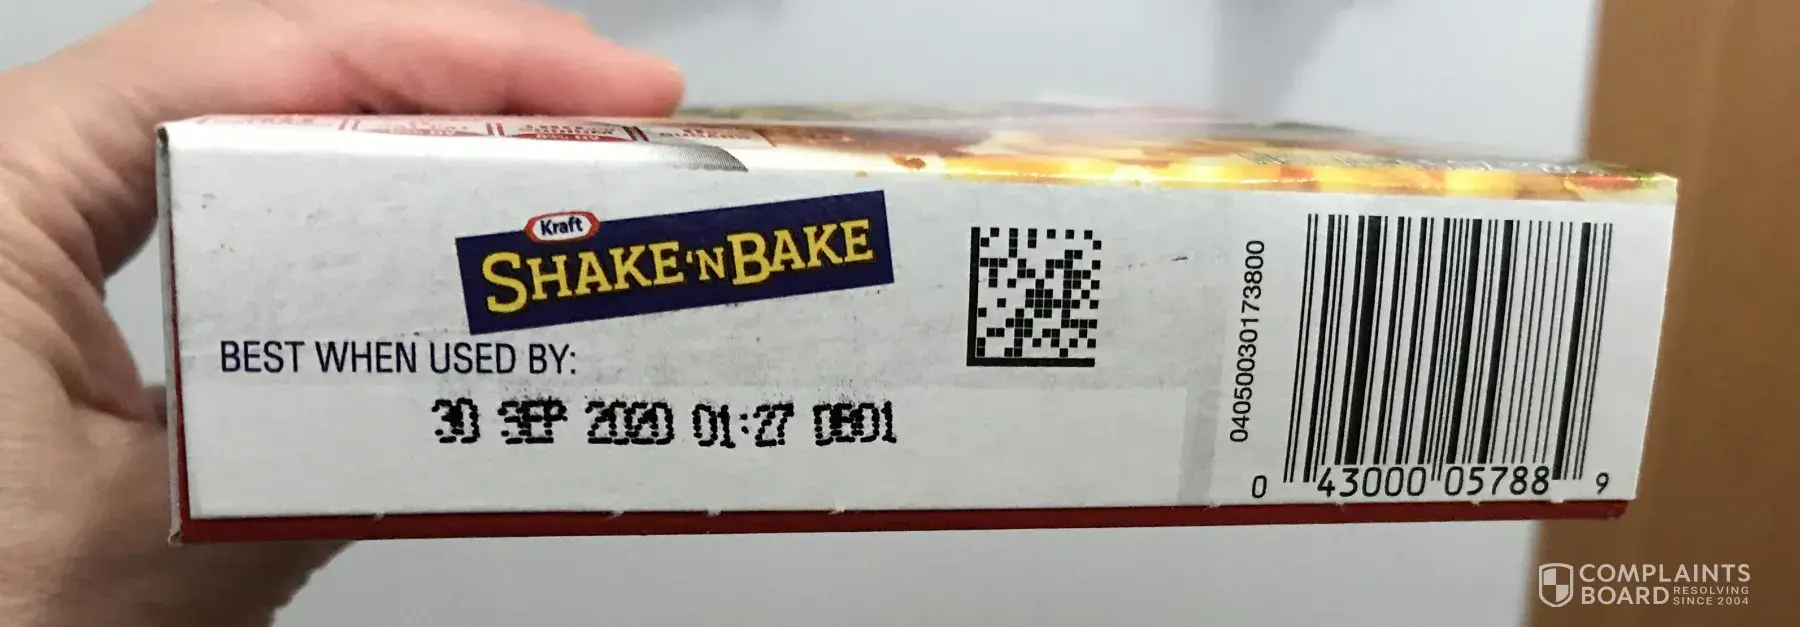 Kraft
SHAKE 'N BAKE
BEST WHEN USED BY:
30 SEP 2020 01:27 DB01
04050030173800
0 43000 05788 9
COMPLAINTS
BOARD RESOLVING
SINCE 2004